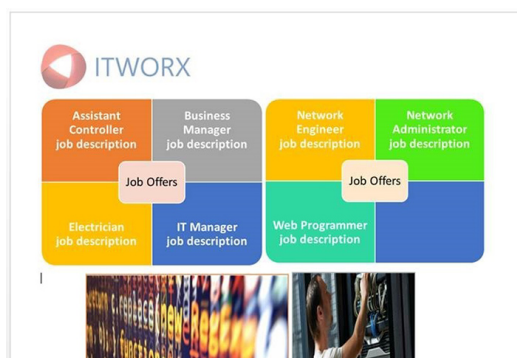 ITWORX
Assistant
Controller
job description
Business
Manager
job description
Job Offers
Electrician
job description
IT Manager
job description
Network
Engineer
job description
Network
Administrator
job description
Job Offers
Web Programmer
job description
function